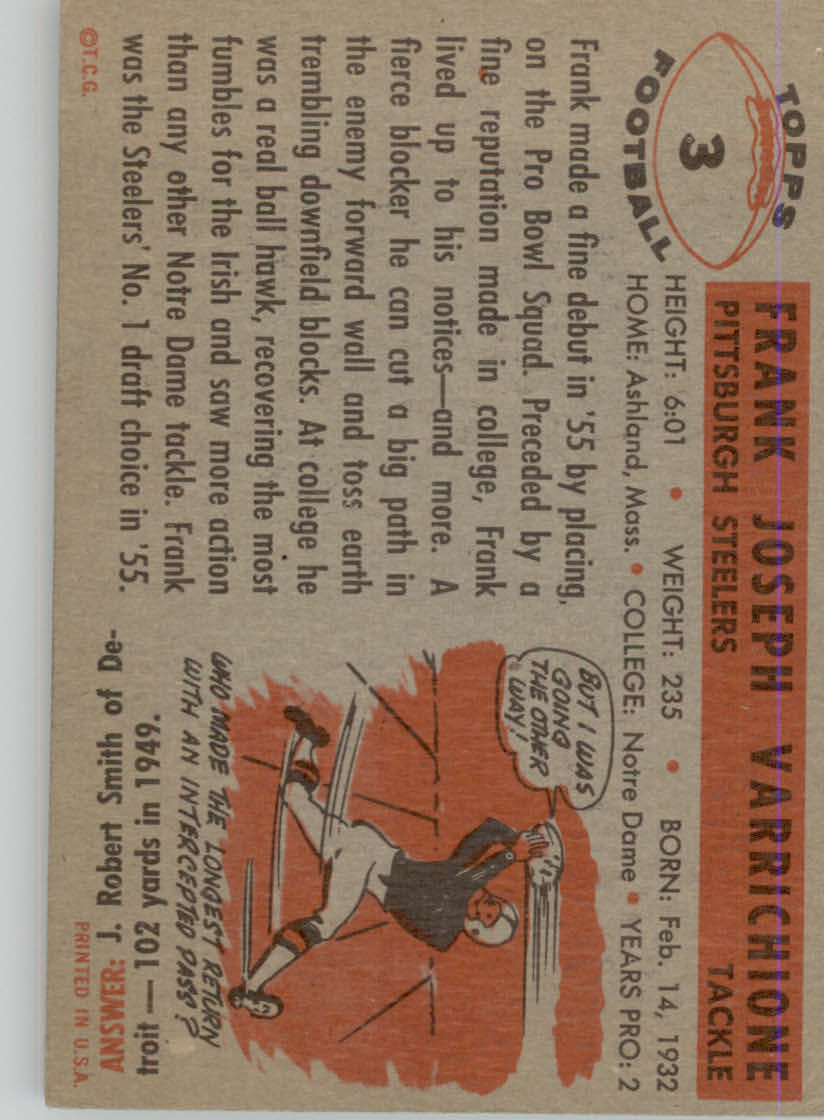 TOPPS
3
FOOTBALL
FRANK JOSEPH VARRICHIONE
PITTSBURGH STEELERS TACKLE
HEIGHT: 6:01 • WEIGHT: 235 • BORN: Feb. 14, 1932
HOME: Ashland, Mass. • COLLEGE: Notre Dame • YEARS PRO: 2
Frank made a fine debut in '55 by placing
on the Pro Bowl Squad. Preceded by a
fine reputation made in college, Frank
lived up to his notices—and more. A
fierce blocker he can cut a big path in
the enemy forward wall and toss earth
trembling downfield blocks. At college he
was a real ball hawk, recovering the most
fumbles for the Irish and saw more action
than any other Notre Dame tackle. Frank
was the Steelers' No. 1 draft choice in '55.
©T.C.G.
BUT I WAS
GOING
THE OTHER
WAY!
WHO MADE THE LONGEST RETURN
WITH AN INTERCEPTED PASS?
ANSWER: J. Robert Smith of De-
troit — 102 yards in 1949.
PRINTED IN U.S.A.